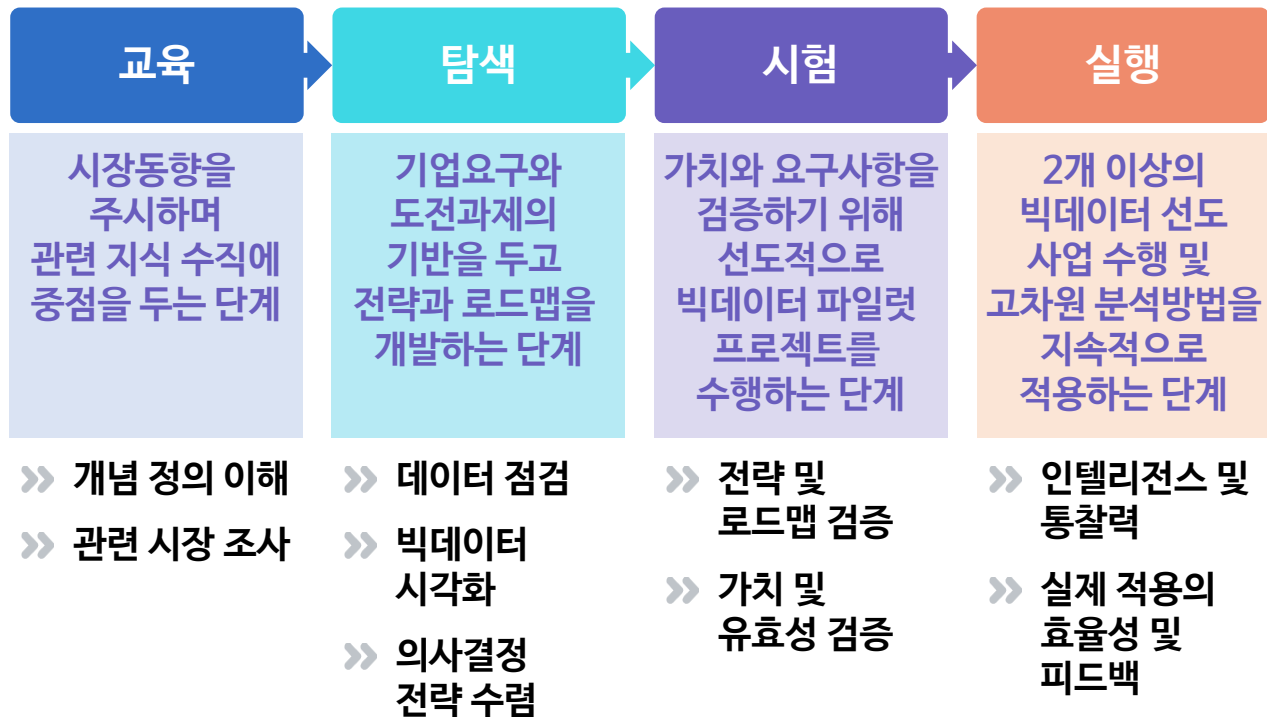 교육
시장동향을
주시하며
관련 지식 수직에
중점을 두는 단계
개념 정의 이해
관련 시장 조사
탐색
기업요구와
도전과제의
기반을 두고
전략과 로드맵을
개발하는 단계
데이터 점검
빅데이터
시각화
의사결정
전략 수렴
시험
가치와 요구사항을
검증하기 위해
선도적으로
빅데이터 파일럿
프로젝트를
수행하는 단계
전략 및
로드맵 검증
가치 및
유효성 검증
실행
2개 이상의
빅데이터 선도
사업 수행 및
고차원 분석방법을
지속적으로
적용하는 단계
인텔리전스 및
통찰력
실제 적용의
효율성 및
피드백